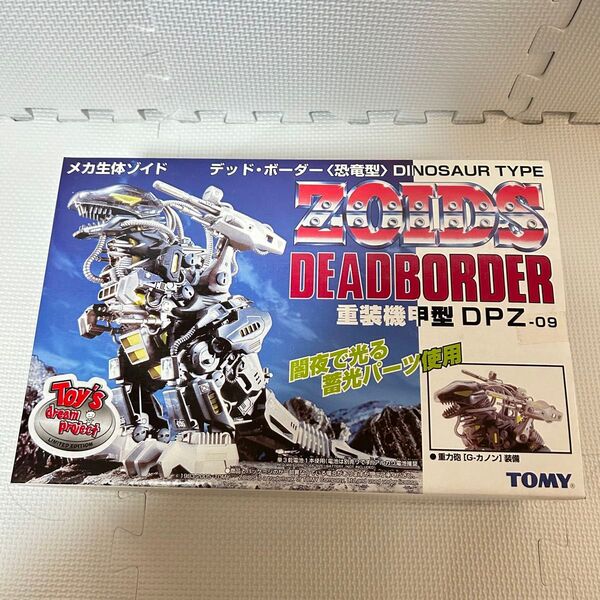 メカ生体ゾイド
デッド・ボーダー〈恐竜型〉DINOSAUR TYPE
ZOIDS
DEADBORDER
重装機甲型 DPZ-09
闇夜で光る
蓄光パーツ使用
Toy's
dream
project
LIMITED EDITION
●重力砲[G-カノン]装備
TOMY